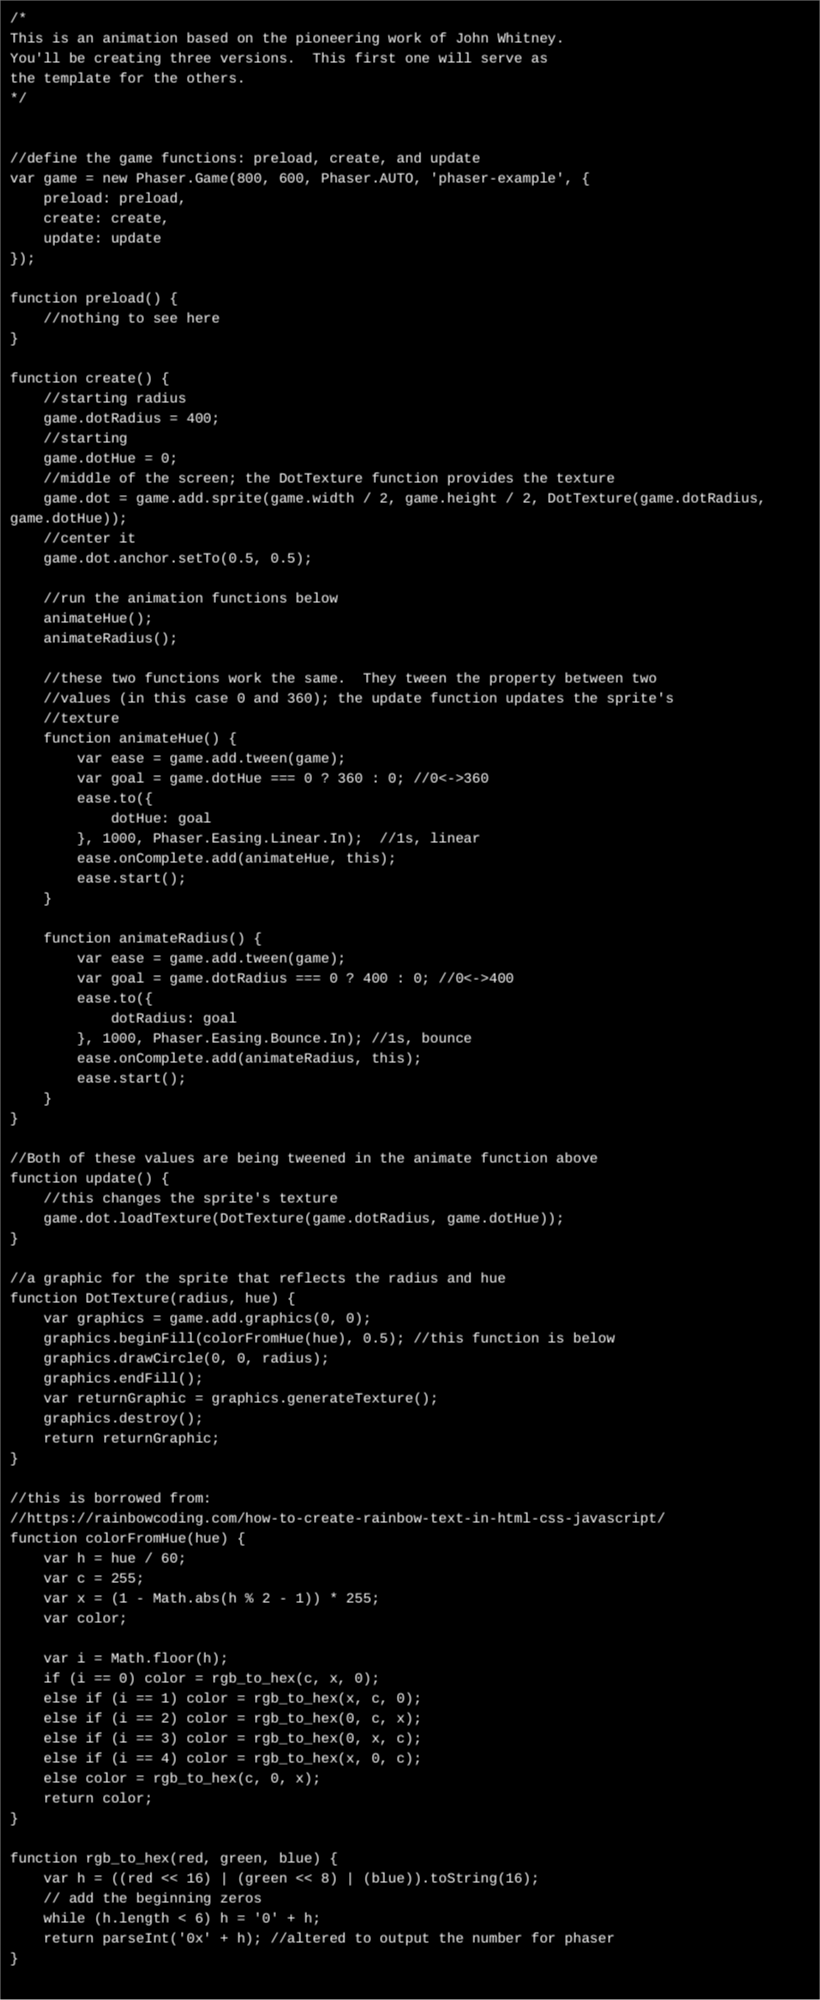 /*
This is an animation based on the pioneering work of John Whitney.
You'll be creating three versions.  This first one will serve as
the template for the others.
*/


//define the game functions: preload, create, and update
var game = new Phaser.Game(800, 600, Phaser.AUTO, 'phaser-example', {
    preload: preload,
    create: create,
    update: update
});

function preload() {
    //nothing to see here
}

function create() {
    //starting radius
    game.dotRadius = 400;
    //starting
    game.dotHue = 0;
    //middle of the screen; the DotTexture function provides the texture
    game.dot = game.add.sprite(game.width / 2, game.height / 2, DotTexture(game.dotRadius,
game.dotHue));
    //center it
    game.dot.anchor.setTo(0.5, 0.5);

    //run the animation functions below
    animateHue();
    animateRadius();

    //these two functions work the same.  They tween the property between two
    //values (in this case 0 and 360); the update function updates the sprite's
    //texture
    function animateHue() {
        var ease = game.add.tween(game);
        var goal = game.dotHue === 0 ? 360 : 0; //0<->360
        ease.to({
            dotHue: goal
        }, 1000, Phaser.Easing.Linear.In);  //1s, linear
        ease.onComplete.add(animateHue, this);
        ease.start();
    }

    function animateRadius() {
        var ease = game.add.tween(game);
        var goal = game.dotRadius === 0 ? 400 : 0; //0<->400
        ease.to({
            dotRadius: goal
        }, 1000, Phaser.Easing.Bounce.In); //1s, bounce
        ease.onComplete.add(animateRadius, this);
        ease.start();
    }
}

//Both of these values are being tweened in the animate function above
function update() {
    //this changes the sprite's texture
    game.dot.loadTexture(DotTexture(game.dotRadius, game.dotHue));
}

//a graphic for the sprite that reflects the radius and hue
function DotTexture(radius, hue) {
    var graphics = game.add.graphics(0, 0);
    graphics.beginFill(colorFromHue(hue), 0.5); //this function is below
    graphics.drawCircle(0, 0, radius);
    graphics.endFill();
    var returnGraphic = graphics.generateTexture();
    graphics.destroy();
    return returnGraphic;
}

//this is borrowed from:
//https://rainbowcoding.com/how-to-create-rainbow-text-in-html-css-javascript/
function colorFromHue(hue) {
    var h = hue / 60;
    var c = 255;
    var x = (1 - Math.abs(h % 2 - 1)) * 255;
    var color;

    var i = Math.floor(h);
    if (i == 0) color = rgb_to_hex(c, x, 0);
    else if (i == 1) color = rgb_to_hex(x, c, 0);
    else if (i == 2) color = rgb_to_hex(0, c, x);
    else if (i == 3) color = rgb_to_hex(0, x, c);
    else if (i == 4) color = rgb_to_hex(x, 0, c);
    else color = rgb_to_hex(c, 0, x);
    return color;
}

function rgb_to_hex(red, green, blue) {
    var h = ((red << 16) | (green << 8) | (blue)).toString(16);
    // add the beginning zeros
    while (h.length < 6) h = '0' + h;
    return parseInt('0x' + h); //altered to output the number for phaser
}